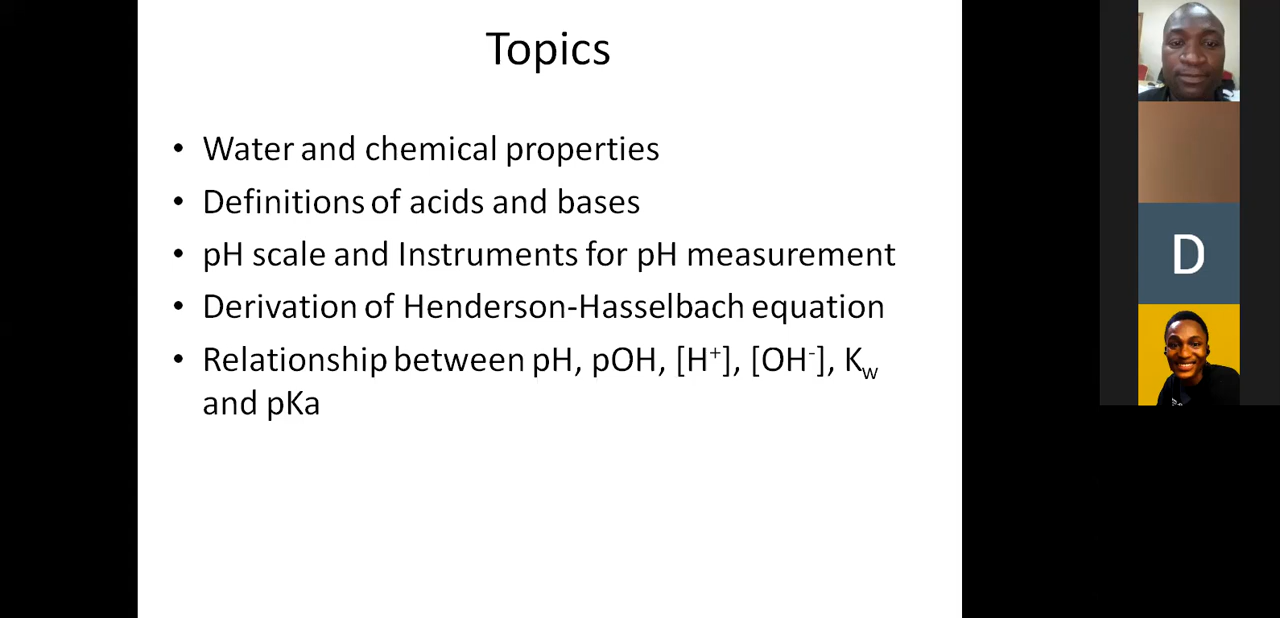 Topics
• Water and chemical properties
• Definitions of acids and bases
• pH scale and Instruments for pH measurement
• Derivation of Henderson-Hasselbach equation
• Relationship between pH, pOH, [H⁺], [OH⁻], K_w
and pKa
D